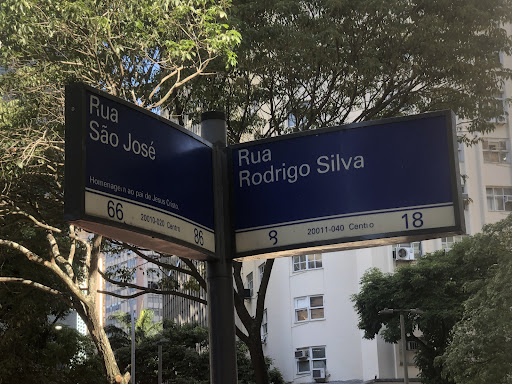 Rua
São José
Homenagem ao pai de Jesus Cristo
66 20010-020 Centro 86
Rua
Rodrigo Silva
8 20011-040 Centro 18